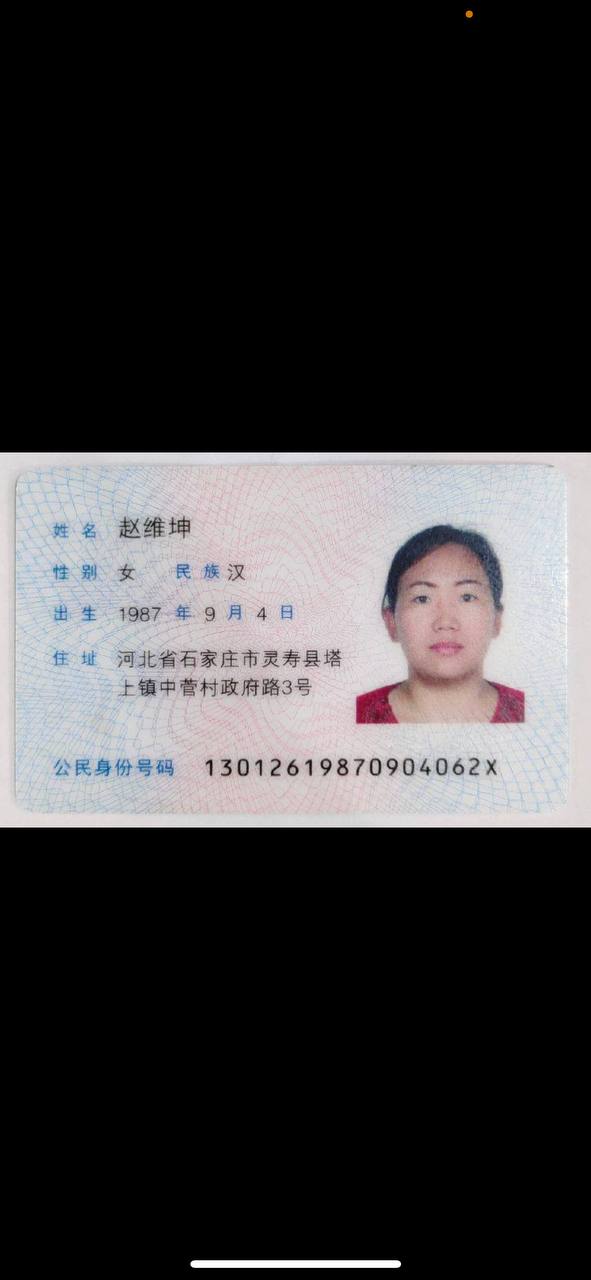 姓名 赵维坤
性别 女 民族 汉
出生 1987 年 9 月 4 日
住址 河北省石家庄市灵寿县塔
上镇中菅村政府路3号
公民身份号码 13012619870904062X